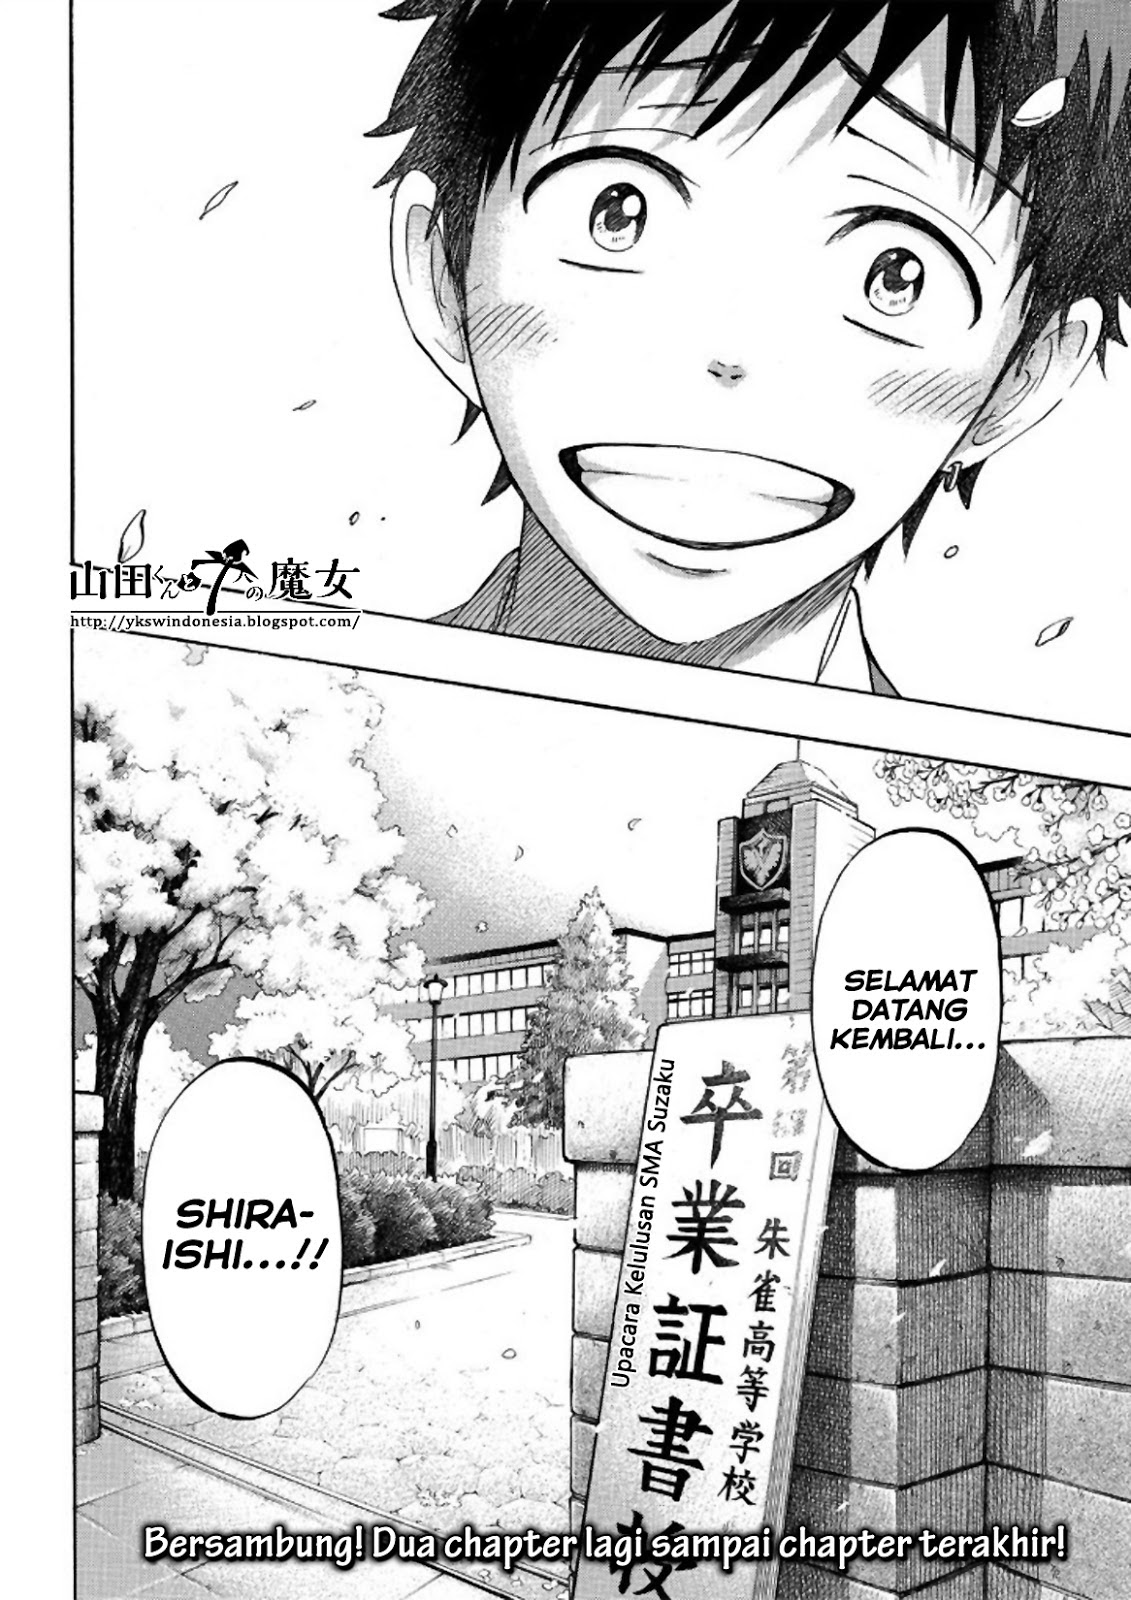 山田くんと7人の魔女
http://ykswindonesia.blogspot.com/
SELAMAT
DATANG
KEMBALI...
SHIRA-
ISHI...!!
回 朱雀高等学校
卒業証書授
Upacara Kelulusan SMA Suzaku
Bersambung! Dua chapter lagi sampai chapter terakhir!